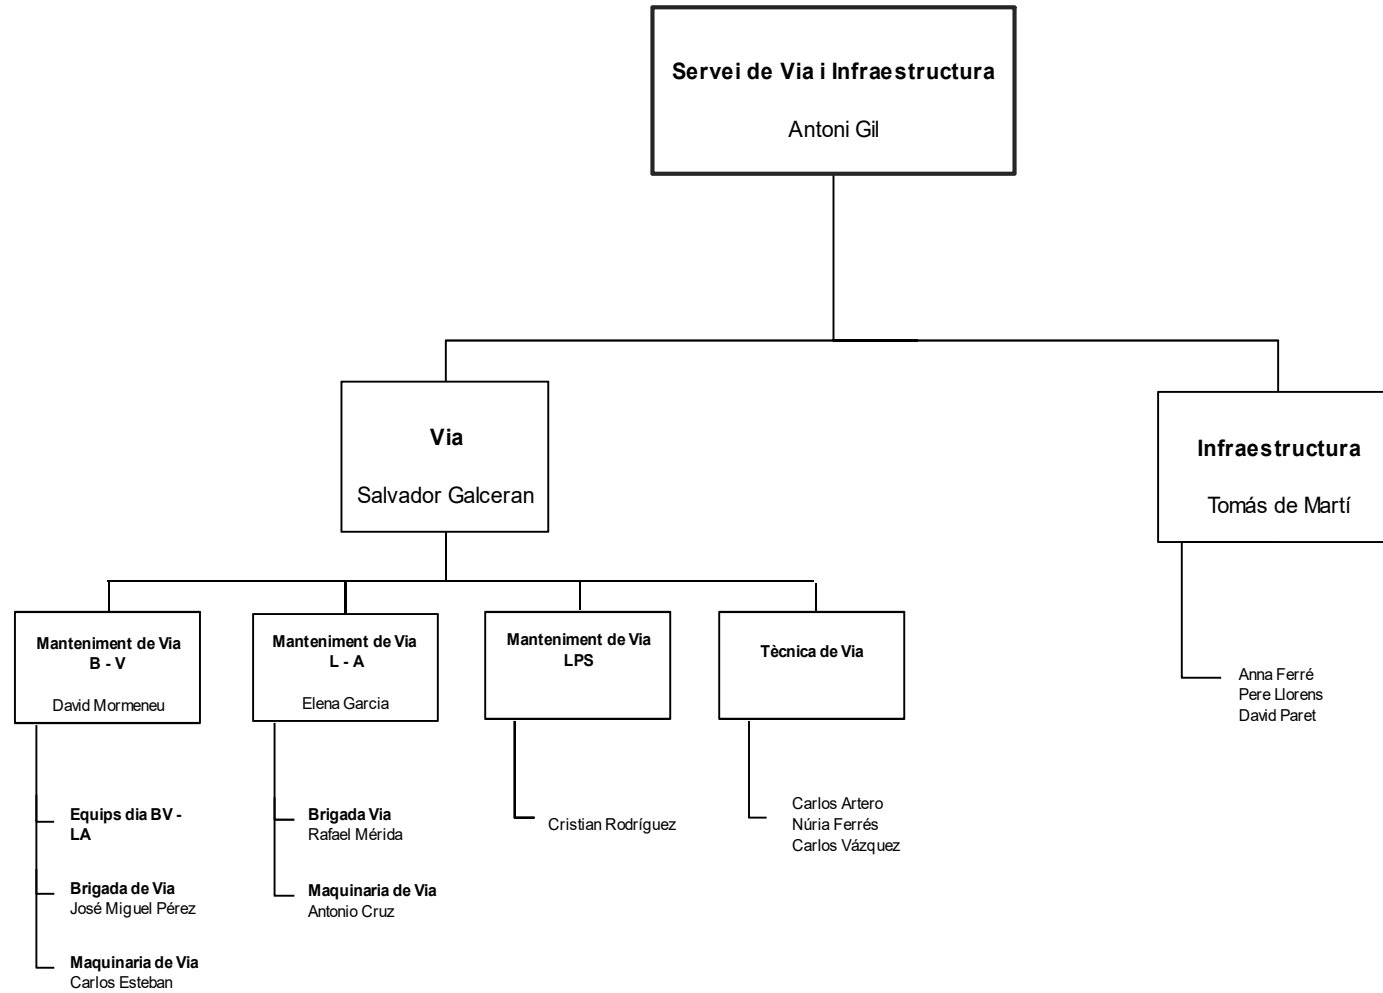 Servei de Via i Infraestructura
Antoni Gil
Via
Salvador Galceran
Infraestructura
Tomás de Martí
Manteniment de Via
B - V
David Mormeneu
Manteniment de Via
L - A
Elena Garcia
Manteniment de Via
LPS
Tècnica de Via
Anna Ferré
Pere Llorens
David Paret
Equips dia BV -
LA
Brigada de Via
José Miguel Pérez
Maquinaria de Via
Carlos Esteban
Brigada Via
Rafael Mérida
Maquinaria de Via
Antonio Cruz
Cristian Rodríguez
Carlos Artero
Núria Ferrés
Carlos Vázquez